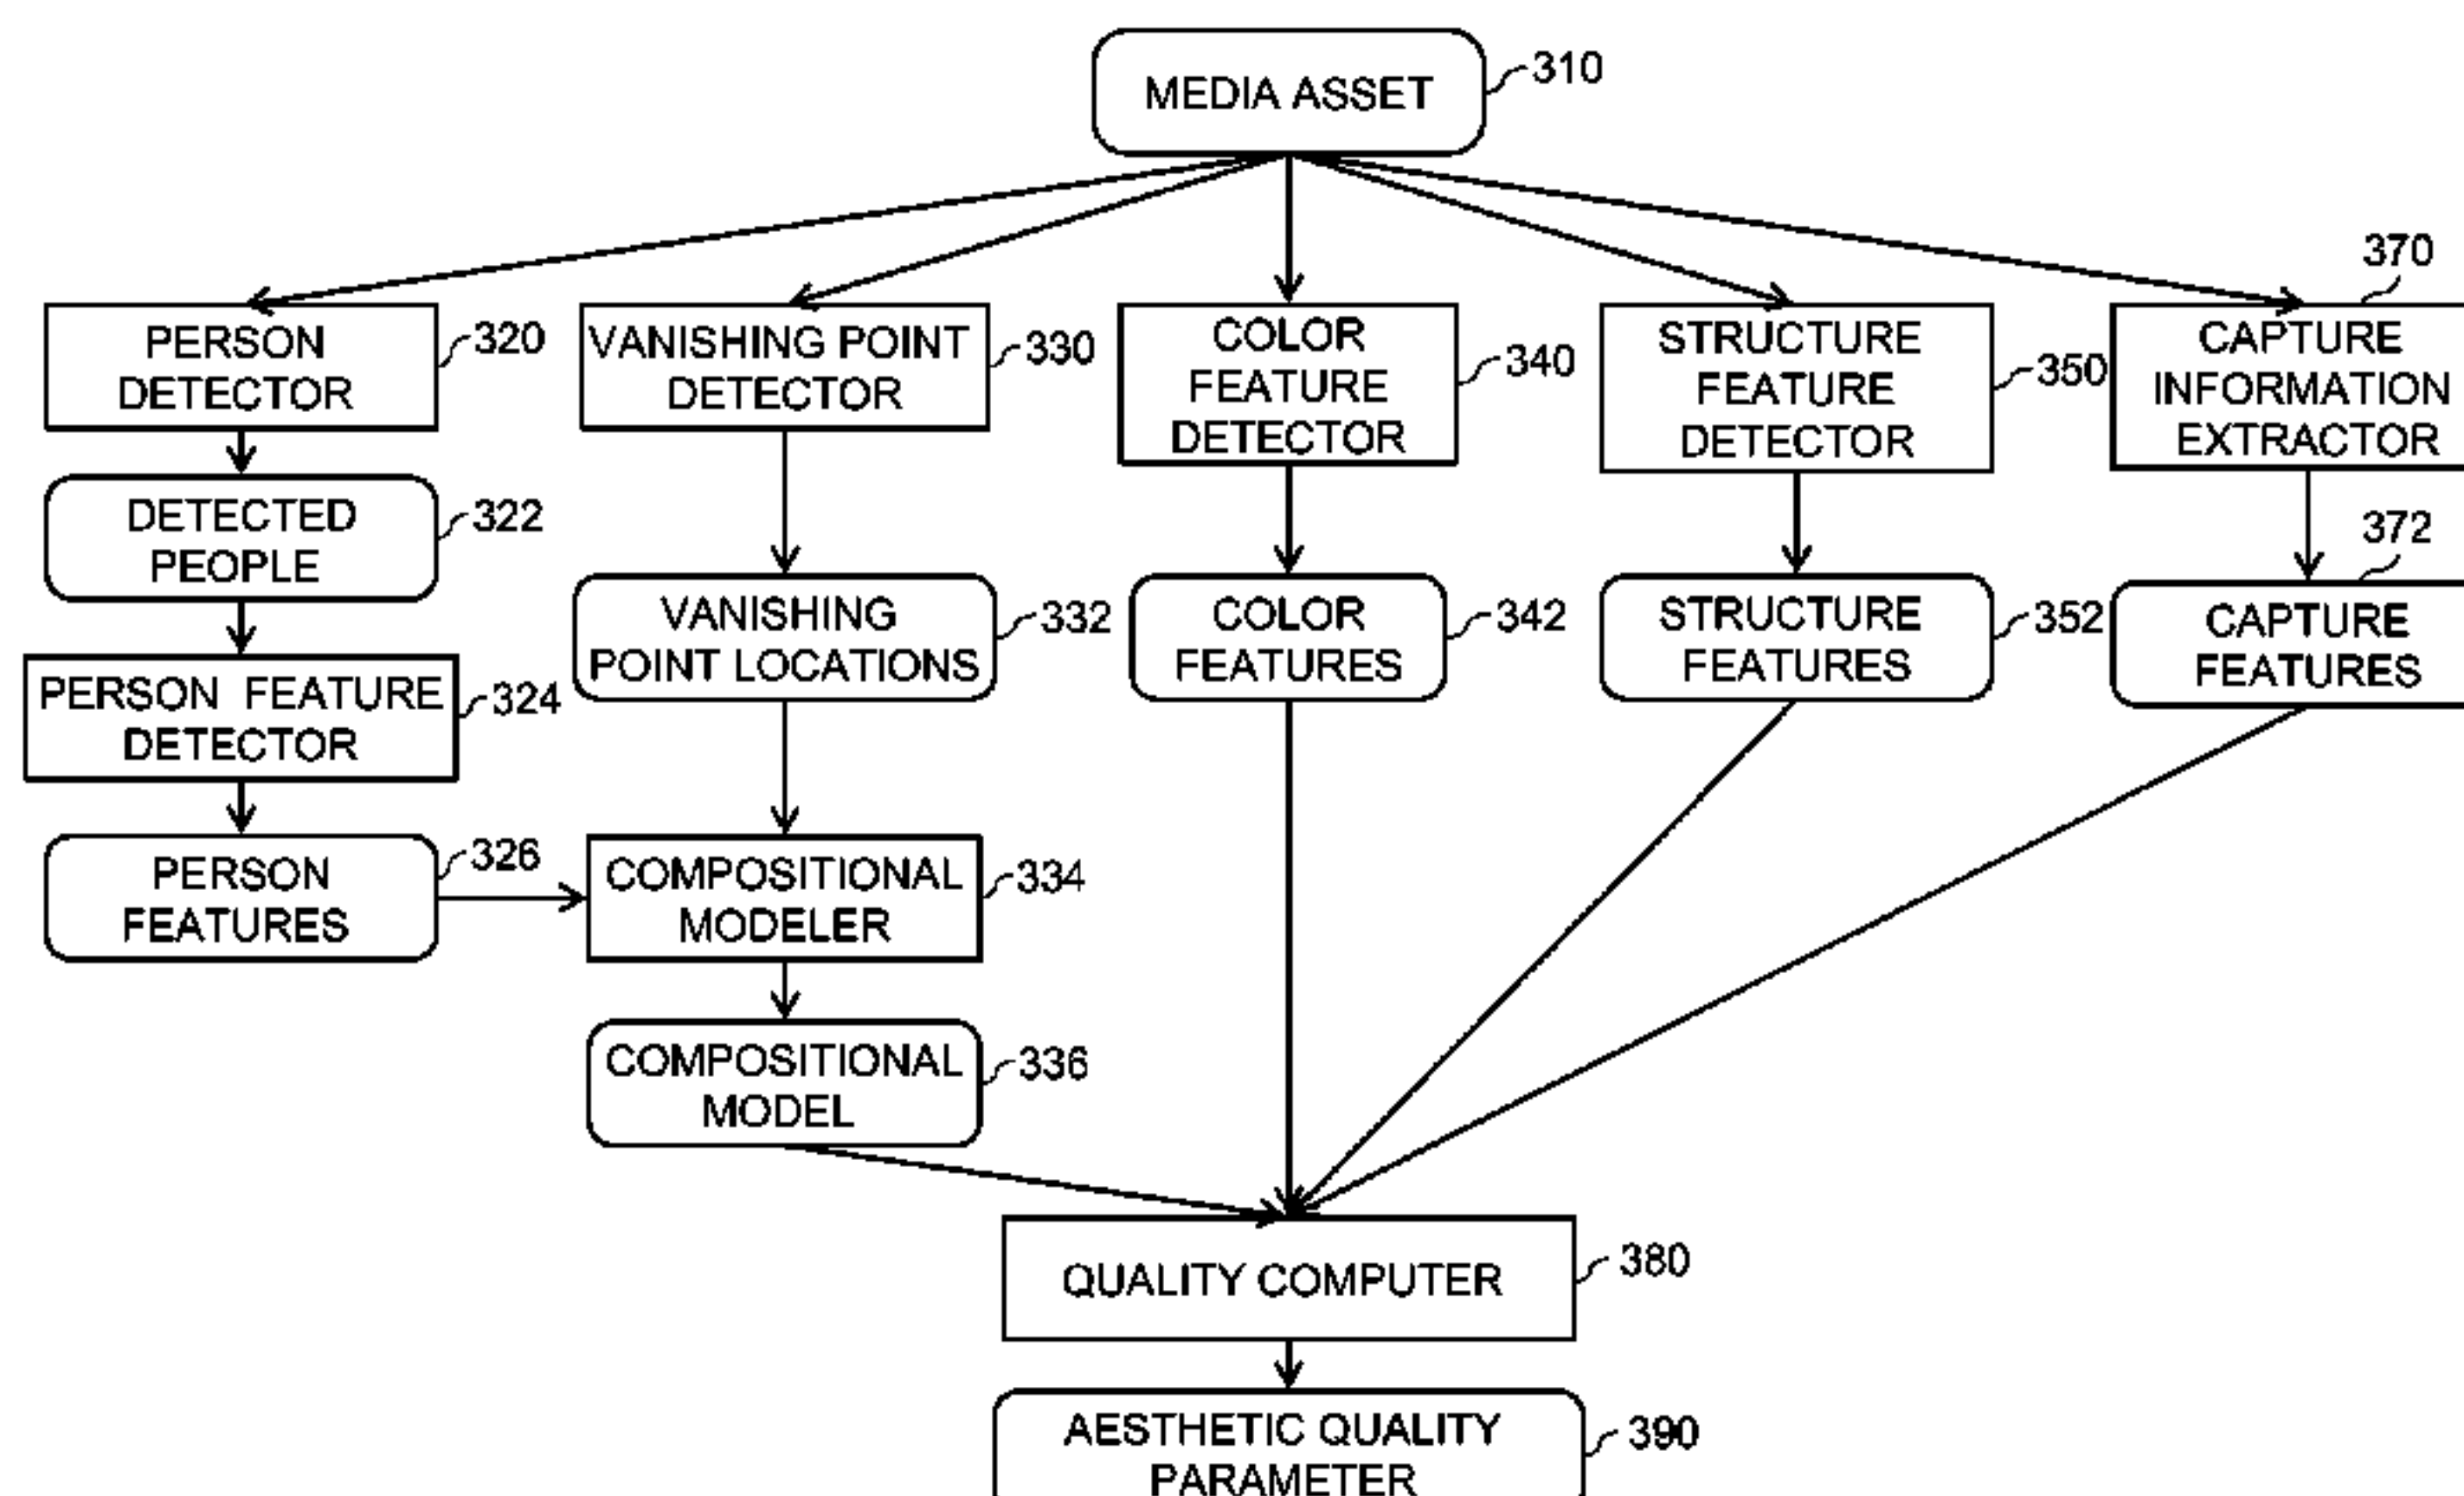 MEDIA ASSET
310
370
PERSON
DETECTOR
320
VANISHING POINT
DETECTOR
330
COLOR
FEATURE
DETECTOR
340
STRUCTURE
FEATURE
DETECTOR
350
CAPTURE
INFORMATION
EXTRACTOR
DETECTED
PEOPLE
322
372
VANISHING
POINT LOCATIONS
332
COLOR
FEATURES
342
STRUCTURE
FEATURES
352
CAPTURE
FEATURES
PERSON FEATURE
DETECTOR
324
PERSON
FEATURES
326
COMPOSITIONAL
MODELER
334
COMPOSITIONAL
MODEL
336
QUALITY COMPUTER
380
AESTHETIC QUALITY
PARAMETER
390